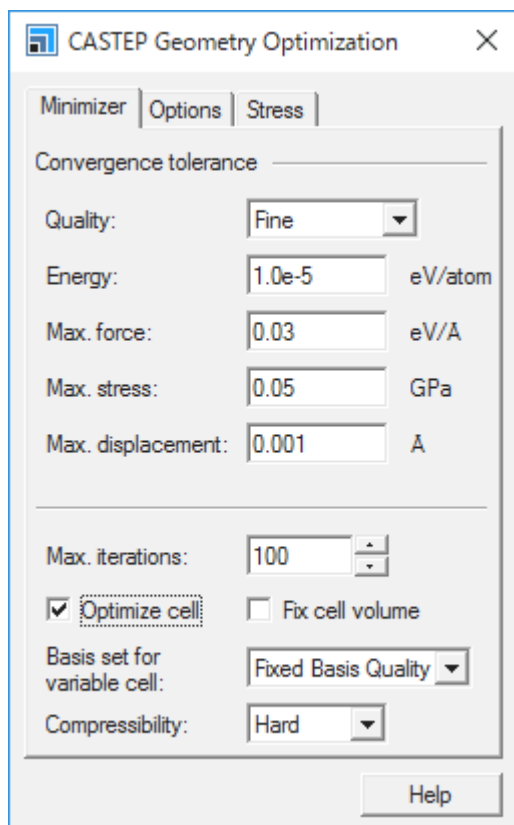 CASTEP Geometry Optimization
Minimizer Options Stress
Convergence tolerance
Quality: Fine
Energy: 1.0e-5 eV/atom
Max. force: 0.03 eV/Å
Max. stress: 0.05 GPa
Max. displacement: 0.001 Å
Max. iterations: 100
Optimize cell Fix cell volume
Basis set for
variable cell: Fixed Basis Quality
Compressibility: Hard
Help